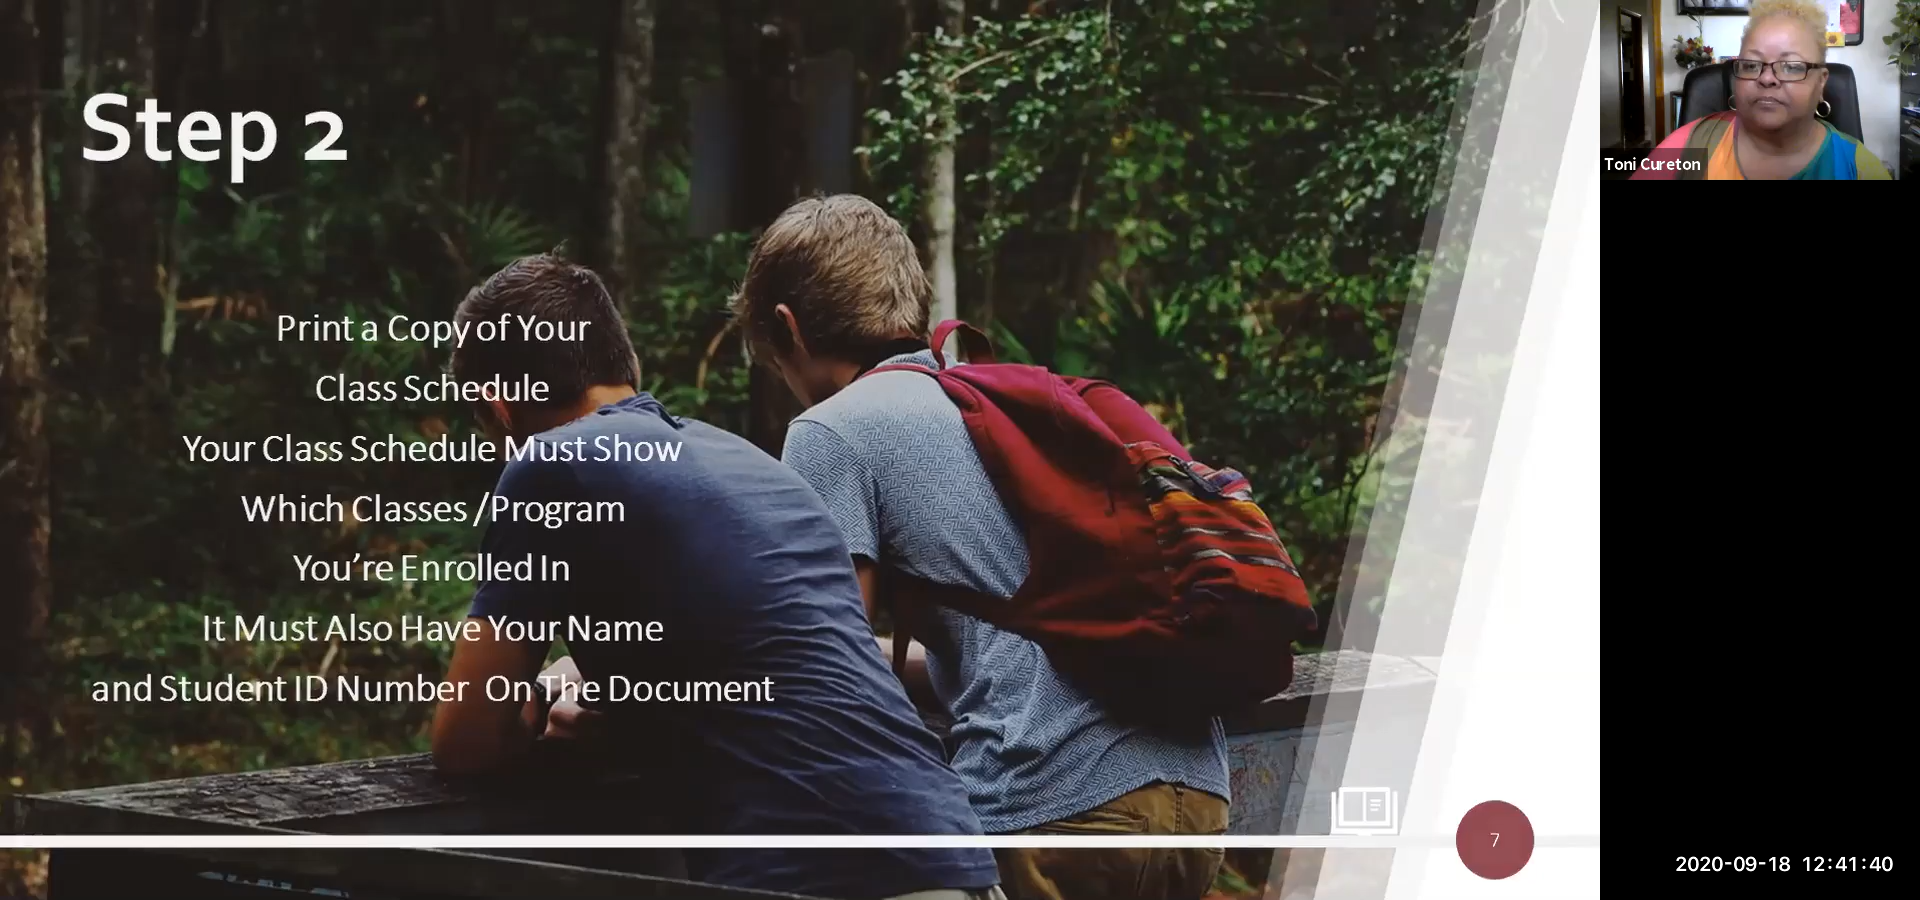 Step 2
Print a Copy of Your
Class Schedule
Your Class Schedule Must Show
Which Classes /Program
You’re Enrolled In
It Must Also Have Your Name
and Student ID Number On The Document
7
Toni Cureton
2020-09-18 12:41:40